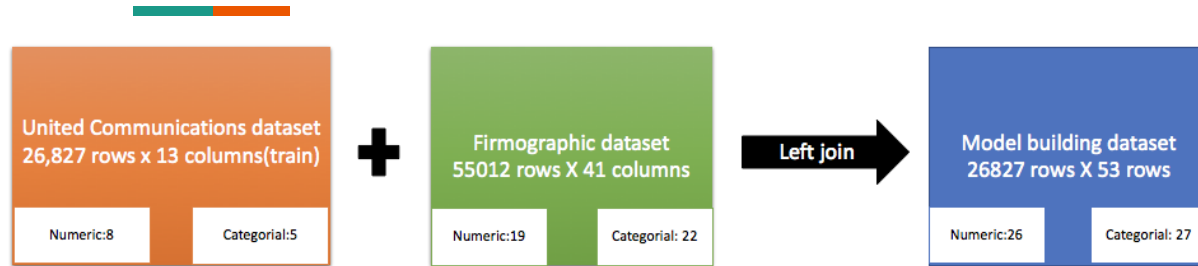 United Communications dataset
26,827 rows x 13 columns(train)
Numeric:8
Categorial:5
Firmographic dataset
55012 rows X 41 columns
Numeric:19
Categorial: 22
Left join
Model building dataset
26827 rows X 53 rows
Numeric:26
Categorial: 27